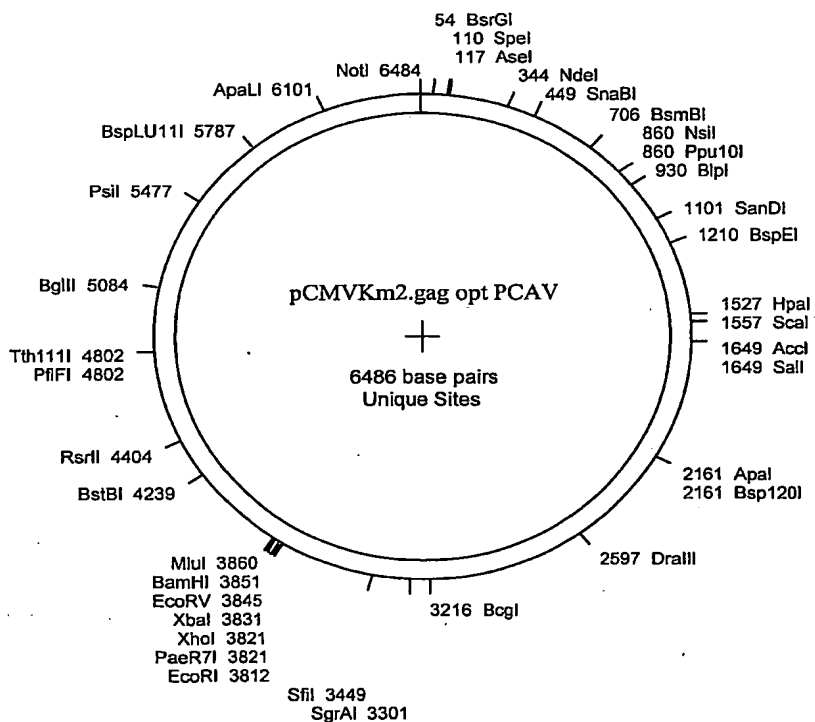 54 BsrGI
110 SpeI
117 AseI
NotI 6484
344 NdeI
449 SnaBI
706 BsmBI
860 NsiI
860 Ppu10I
930 BlpI
1101 SanDI
1210 BspEI
1527 HpaI
1557 ScaI
1649 AccI
1649 SalI
2161 ApaI
2161 Bsp120I
2597 DraIII
3216 BcgI
SgrAI 3301
SfiI 3449
EcoRI 3812
PaeR7I 3821
XhoI 3821
XbaI 3831
EcoRV 3845
BamHI 3851
MluI 3860
BstBI 4239
RsrII 4404
PflFI 4802
Tth111I 4802
BglII 5084
PsiI 5477
BspLU11I 5787
ApaLI 6101
pCMVKm2.gag opt PCAV
6486 base pairs
Unique Sites